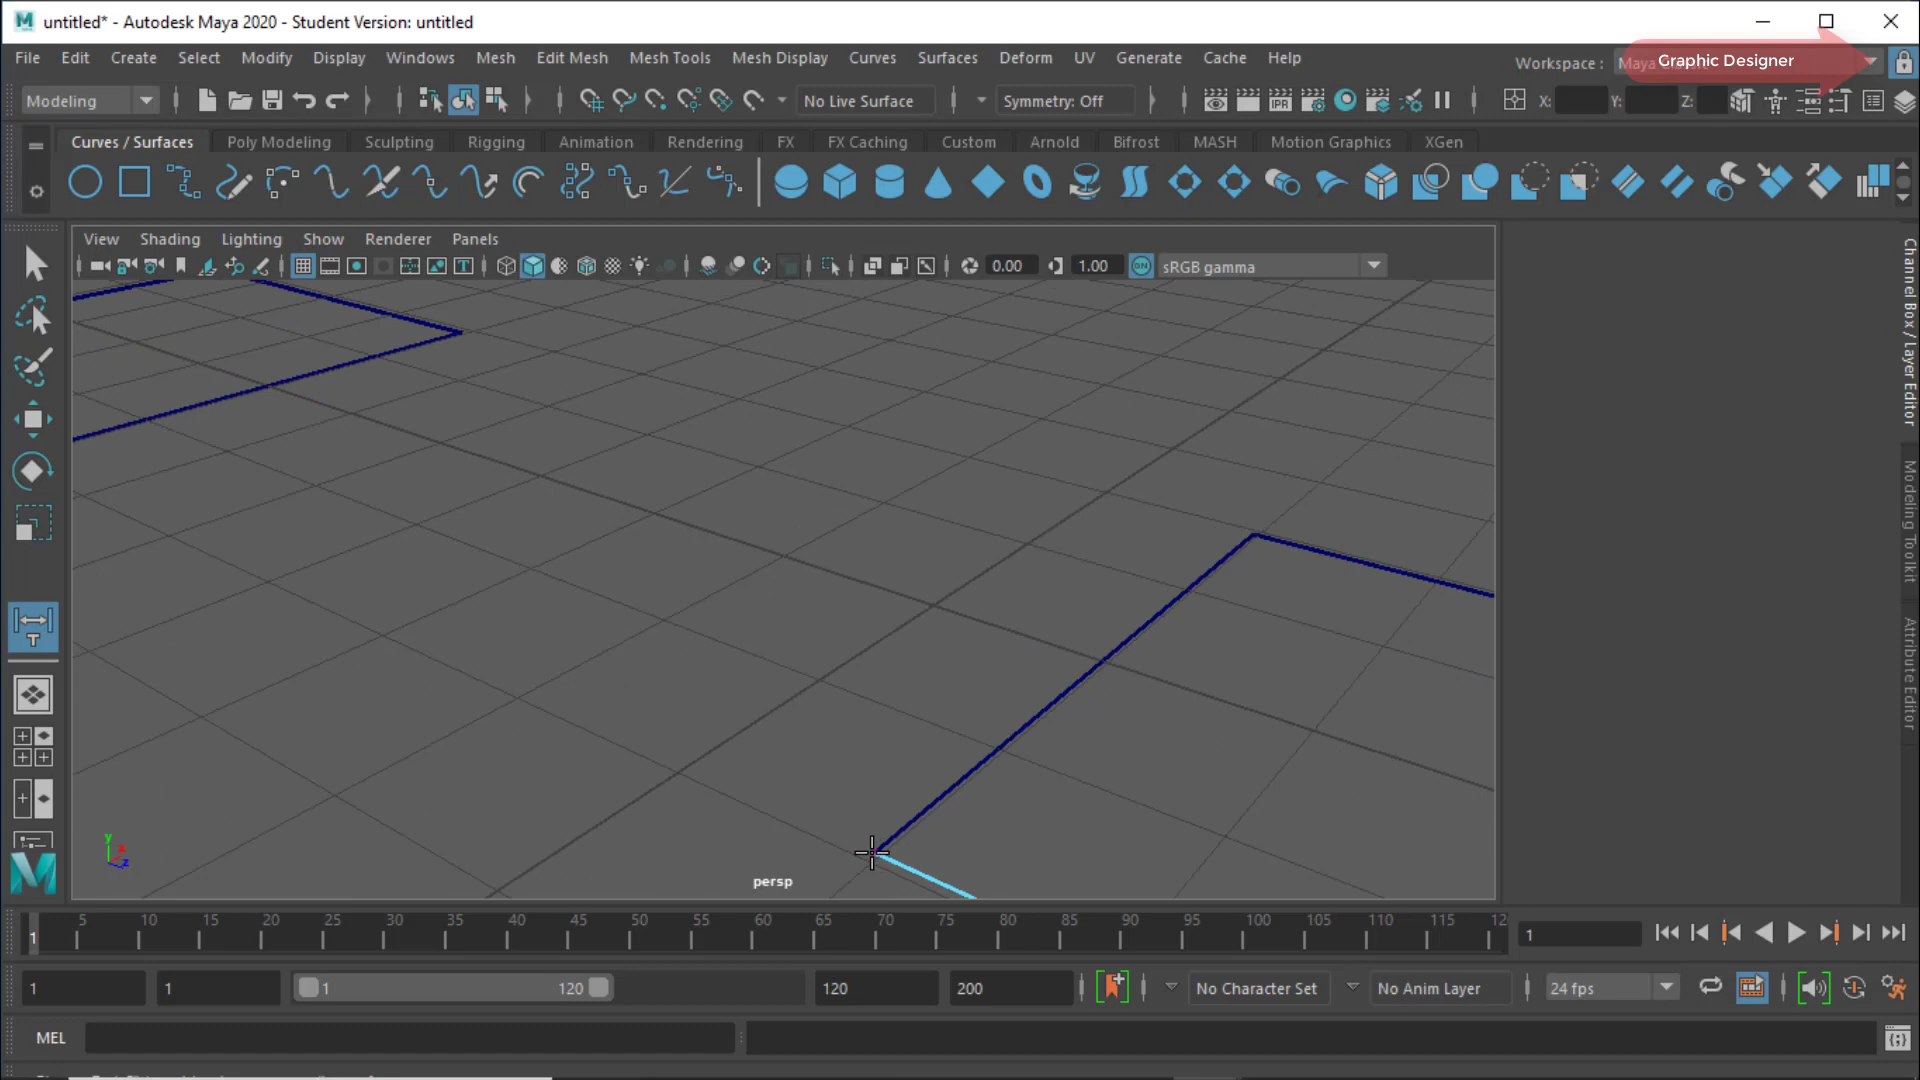 untitled* - Autodesk Maya 2020 - Student Version: untitled
File Edit Create Select Modify Display Windows Mesh Edit Mesh Mesh Tools Mesh Display Curves Surfaces Deform UV Generate Cache Help
Workspace : Maya
Graphic Designer
Modeling No Live Surface Symmetry: Off X: Y: Z:
IPR
Curves / Surfaces Poly Modeling Sculpting Rigging Animation Rendering FX FX Caching Custom Arnold Bifrost MASH Motion Graphics XGen
View Shading Lighting Show Renderer Panels
0.00 1.00 ON sRGB gamma
Channel Box / Layer Editor
Modeling Toolkit
Attribute Editor
T
y x z
persp
1 5 10 15 20 25 30 35 40 45 50 55 60 65 70 75 80 85 90 95 100 105 110 115 12
1
1 1 1 120 120 200 No Character Set No Anim Layer 24 fps
MEL